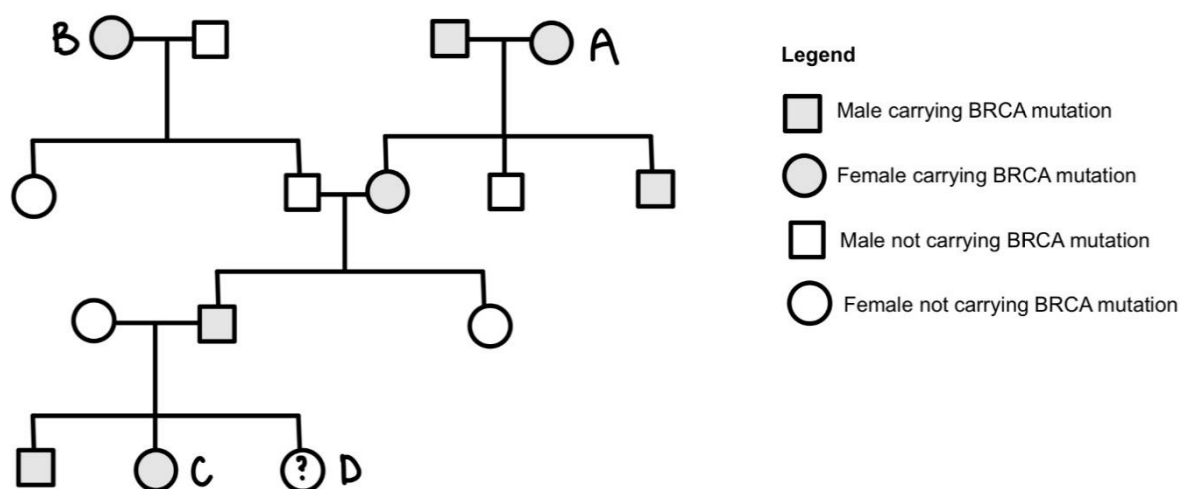 B
A
Legend
Male carrying BRCA mutation
Female carrying BRCA mutation
Male not carrying BRCA mutation
Female not carrying BRCA mutation
C
? D